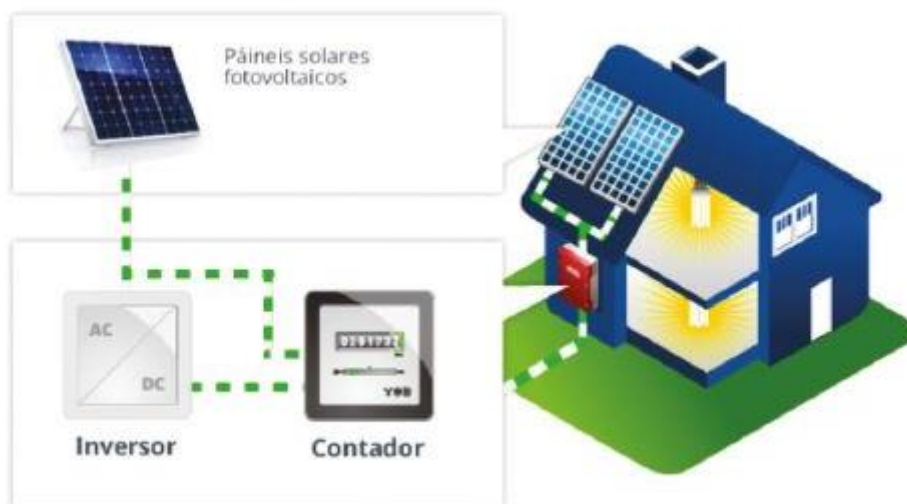 Páineis solares
fotovoltaicos
AC
DC
Inversor
Contador